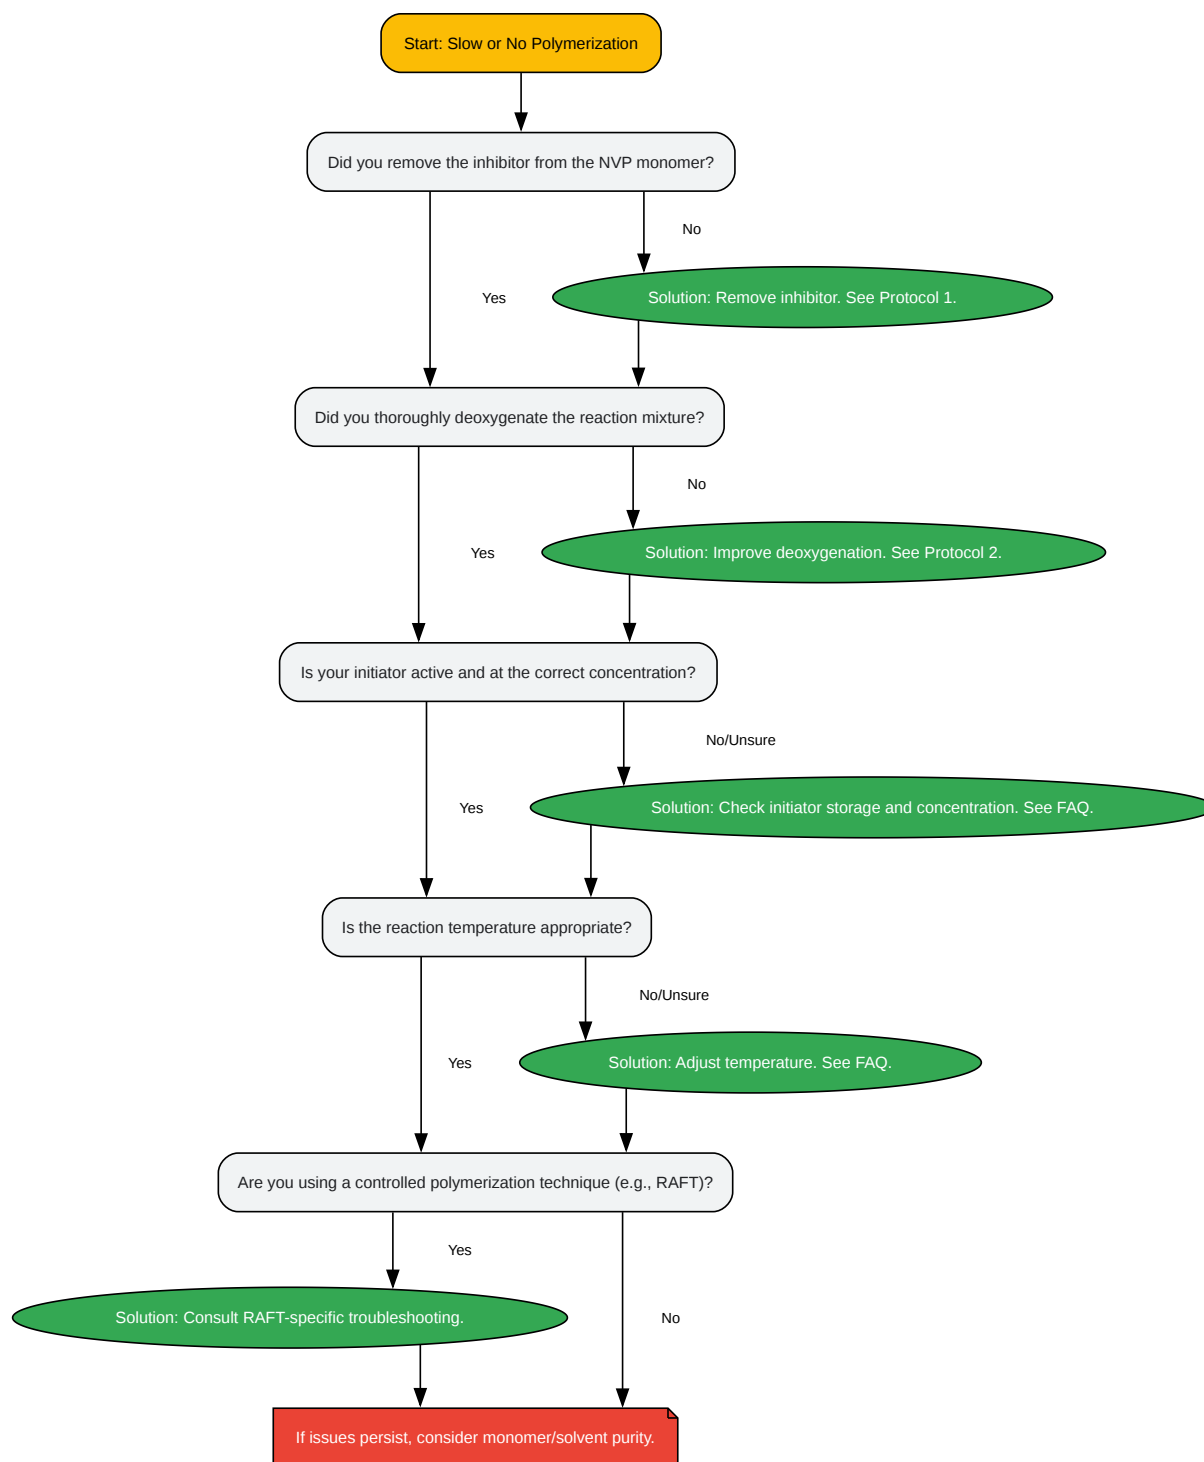 Start: Slow or No Polymerization
Did you remove the inhibitor from the NVP monomer?
No
Yes
Solution: Remove inhibitor. See Protocol 1.
Did you thoroughly deoxygenate the reaction mixture?
No
Yes
Solution: Improve deoxygenation. See Protocol 2.
Is your initiator active and at the correct concentration?
No/Unsure
Yes
Solution: Check initiator storage and concentration. See FAQ.
Is the reaction temperature appropriate?
No/Unsure
Yes
Solution: Adjust temperature. See FAQ.
Are you using a controlled polymerization technique (e.g., RAFT)?
Yes
Solution: Consult RAFT-specific troubleshooting.
No
If issues persist, consider monomer/solvent purity.